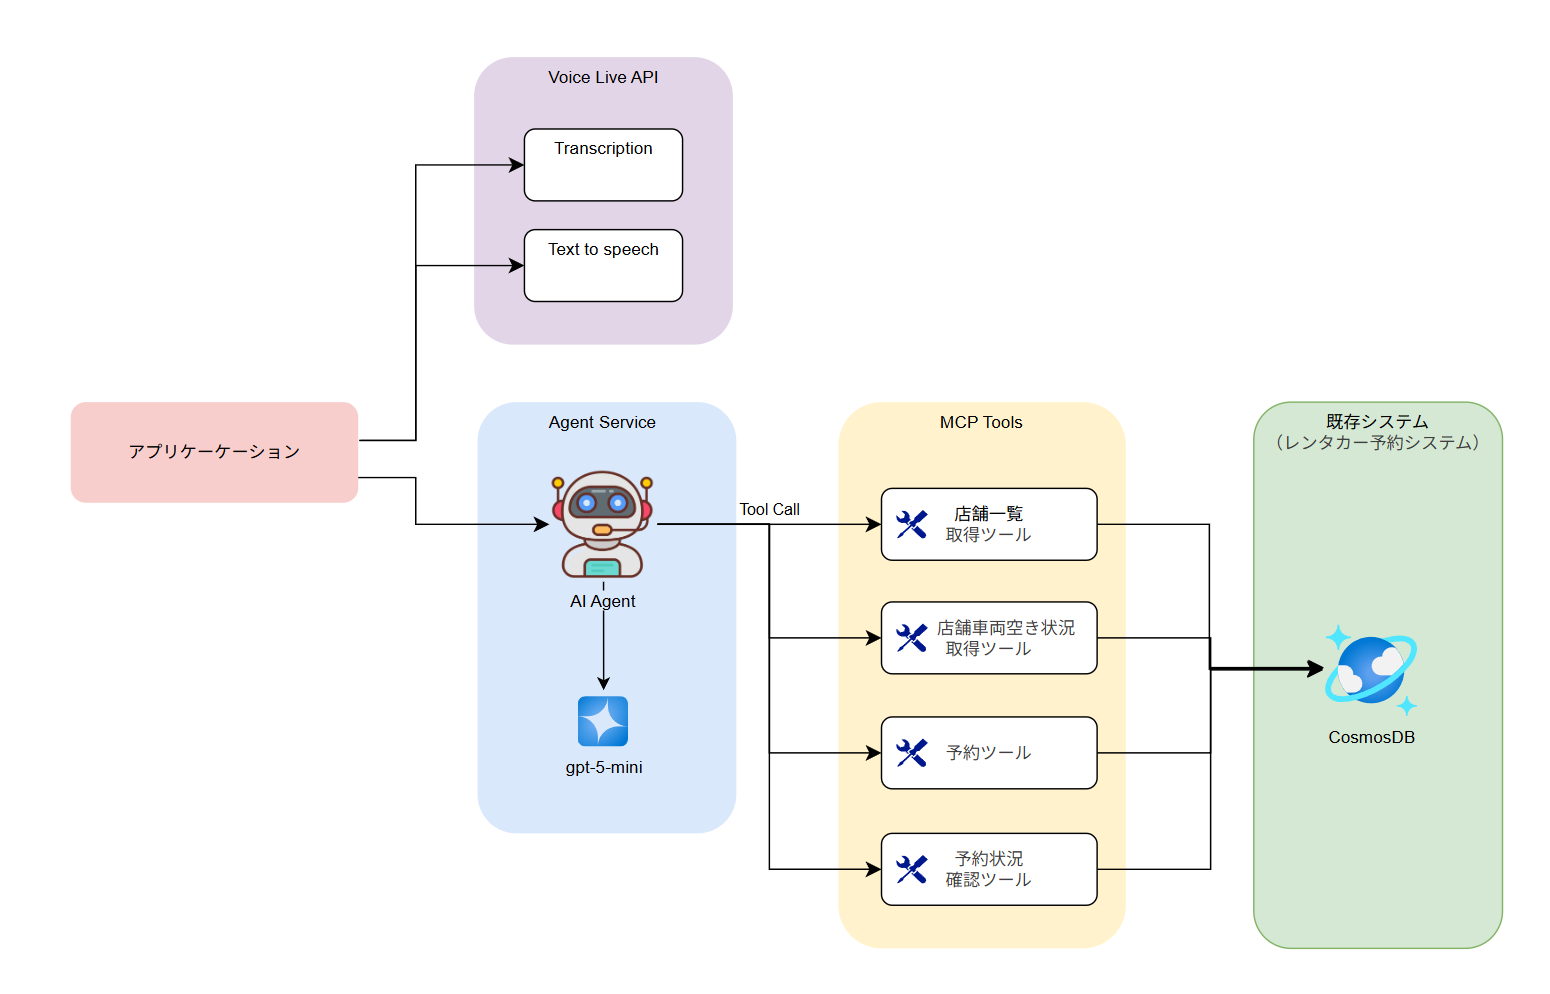 Voice Live API
Transcription
Text to speech
アプリケーケーション
Agent Service
AI Agent
gpt-5-mini
Tool Call
MCP Tools
店舗一覧
取得ツール
店舗車両空き状況
取得ツール
予約ツール
予約状況
確認ツール
既存システム
（レンタカー予約システム）
CosmosDB